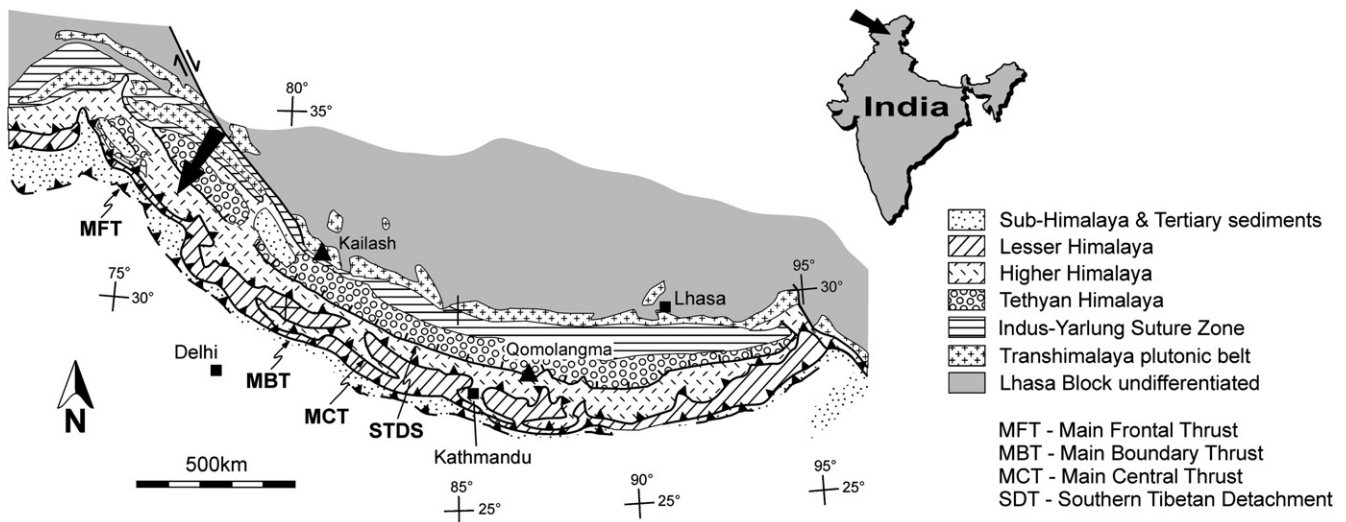 80°
35°
India
MFT
Kailash
75°
30°
Lhasa
95°
30°
Delhi
Qomolangma
MBT
MCT
STDS
N
Kathmandu
500km
85°
25°
90°
25°
95°
25°
Sub-Himalaya & Tertiary sediments
Lesser Himalaya
Higher Himalaya
Tethyan Himalaya
Indus-Yarlung Suture Zone
Transhimalaya plutonic belt
Lhasa Block undifferentiated
MFT - Main Frontal Thrust
MBT - Main Boundary Thrust
MCT - Main Central Thrust
SDT - Southern Tibetan Detachment